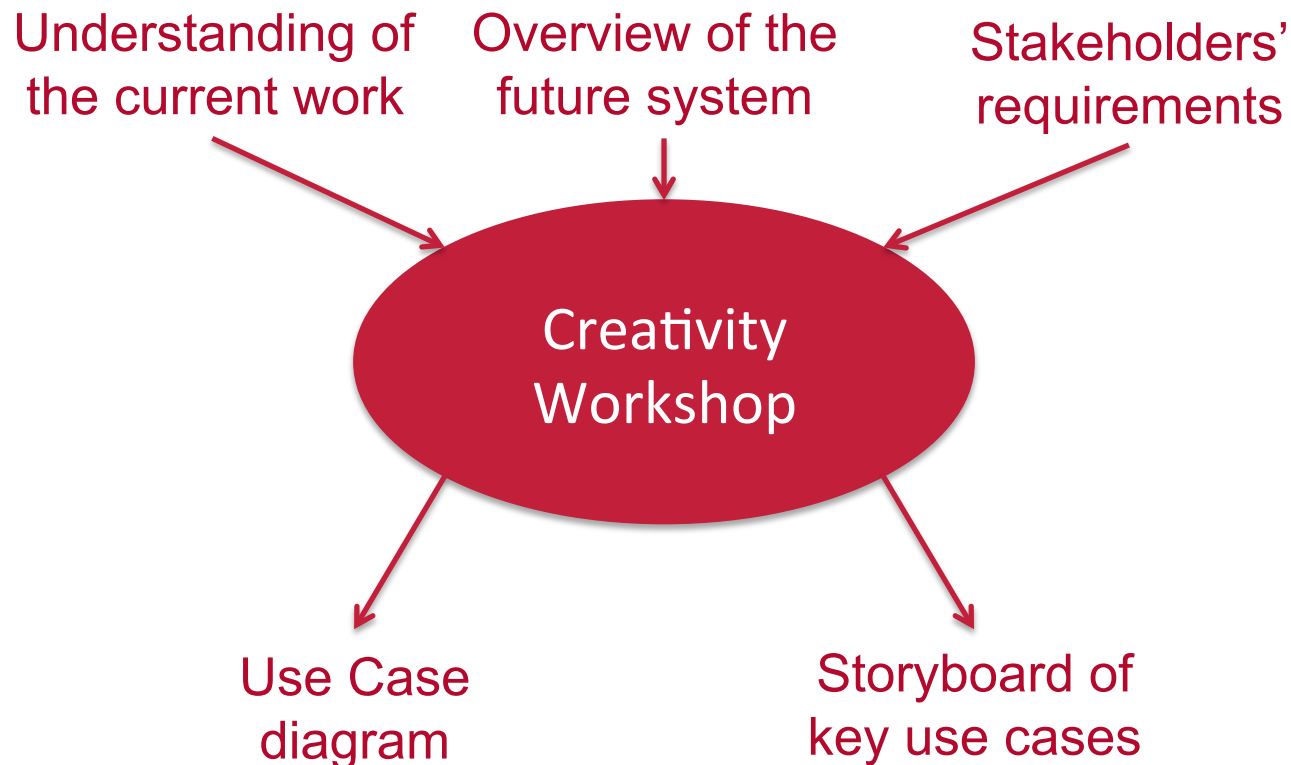 Understanding of
the current work
Overview of the
future system
Stakeholders’
requirements
Creativity
Workshop
Use Case
diagram
Storyboard of
key use cases